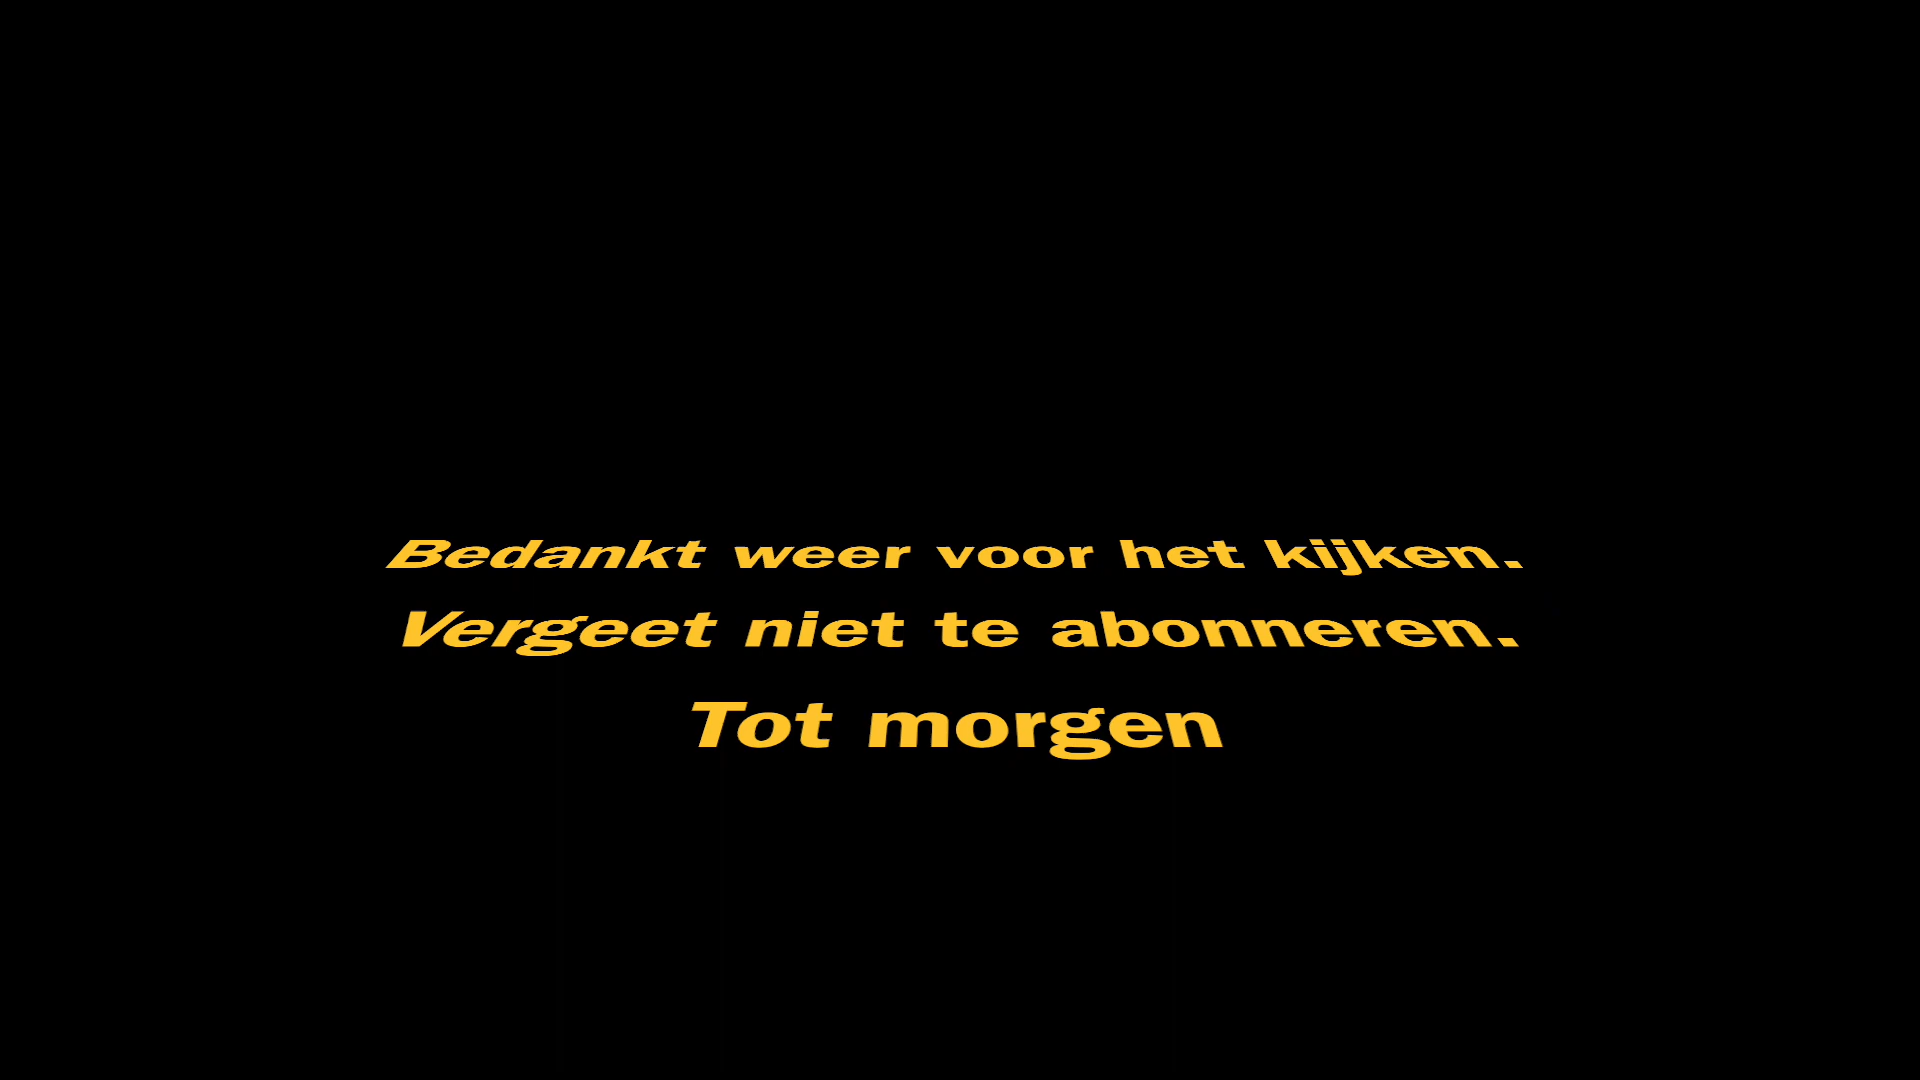 Bedankt weer voor het kijken.
Vergeet niet te abonneren.
Tot morgen